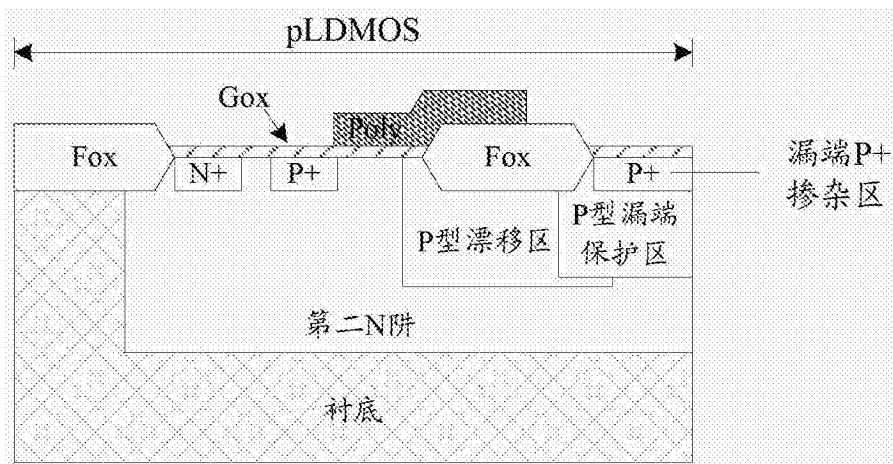 pLDMOS
Gox
Poly
Fox
Fox
N+
P+
P+
漏端P+
掺杂区
P型漂移区
P型漏端
保护区
第二N阱
衬底